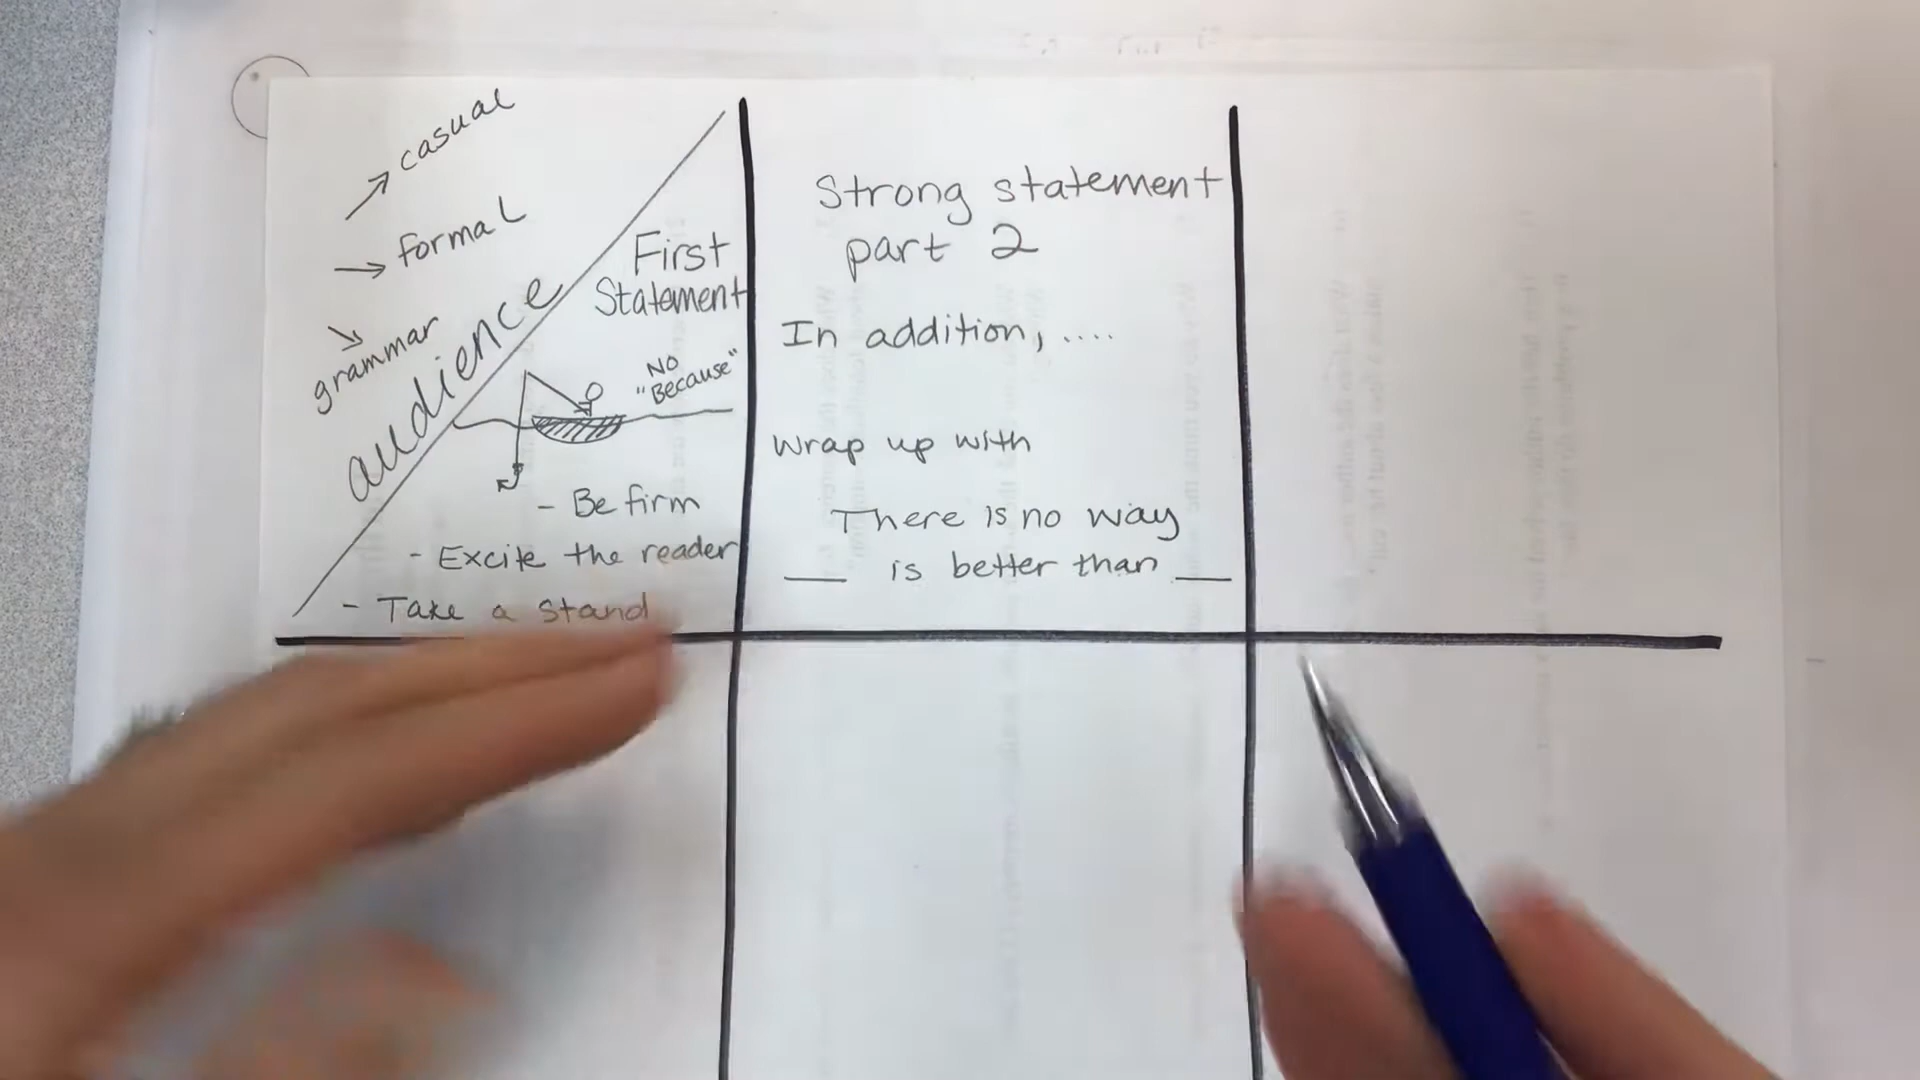 casual
formal
grammar
audience
First
Statement
NO
"Because"
- Be firm
- Excite the reader
- Take a stand
Strong statement
part 2
In addition, ....
wrap up with
There is no way
___ is better than ___